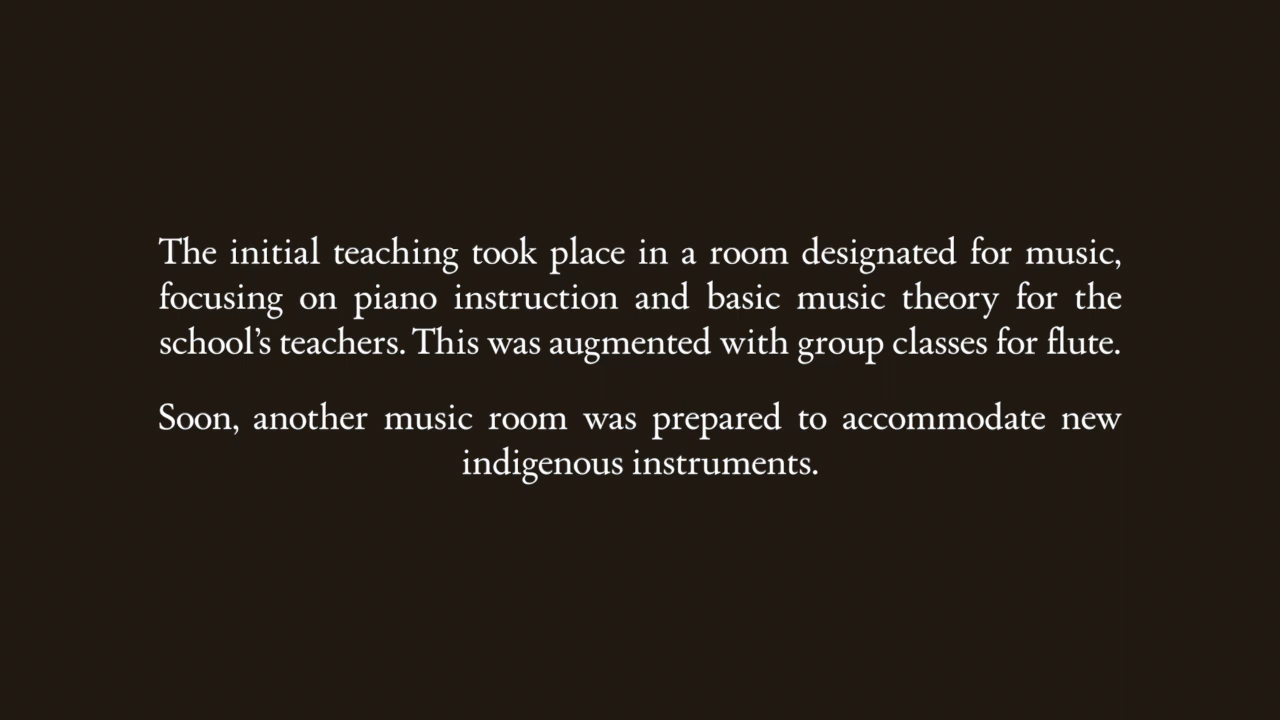 The initial teaching took place in a room designated for music,
focusing on piano instruction and basic music theory for the
school’s teachers. This was augmented with group classes for flute.
Soon, another music room was prepared to accommodate new
indigenous instruments.